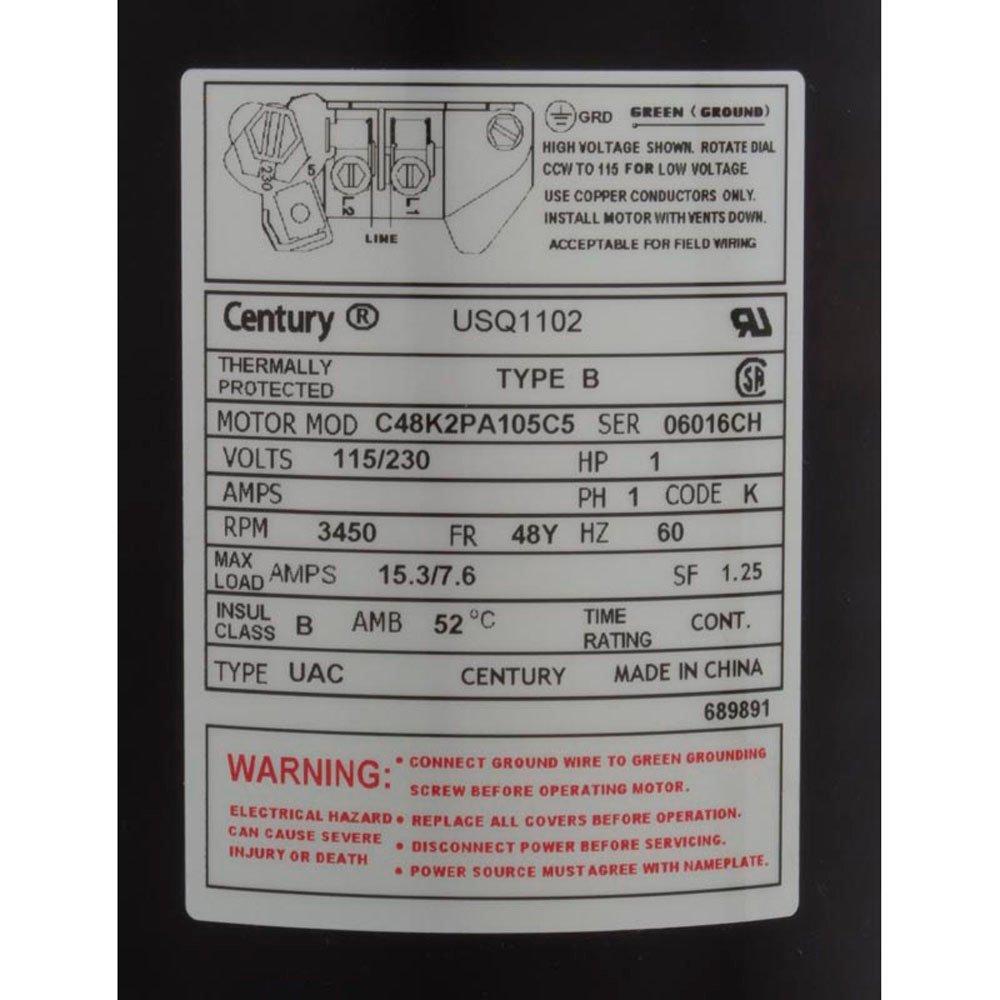 GRD GREEN (GROUND)
HIGH VOLTAGE SHOWN. ROTATE DIAL
CCW TO 115 FOR LOW VOLTAGE.
USE COPPER CONDUCTORS ONLY.
INSTALL MOTOR WITH VENTS DOWN.
ACCEPTABLE FOR FIELD WIRING
230
5
L2
L1
LINE
Century ® USQ1102
THERMALLY
PROTECTED
TYPE B
MOTOR MOD C48K2PA105C5 SER 06016CH
VOLTS 115/230 HP 1
AMPS PH 1 CODE K
RPM 3450 FR 48Y HZ 60
MAX
LOAD AMPS 15.3/7.6 SF 1.25
INSUL
CLASS B AMB 52 °C
TIME
RATING CONT.
TYPE UAC CENTURY MADE IN CHINA
689891
WARNING:
ELECTRICAL HAZARD
CAN CAUSE SEVERE
INJURY OR DEATH
• CONNECT GROUND WIRE TO GREEN GROUNDING
SCREW BEFORE OPERATING MOTOR.
• REPLACE ALL COVERS BEFORE OPERATION.
• DISCONNECT POWER BEFORE SERVICING.
• POWER SOURCE MUST AGREE WITH NAMEPLATE.